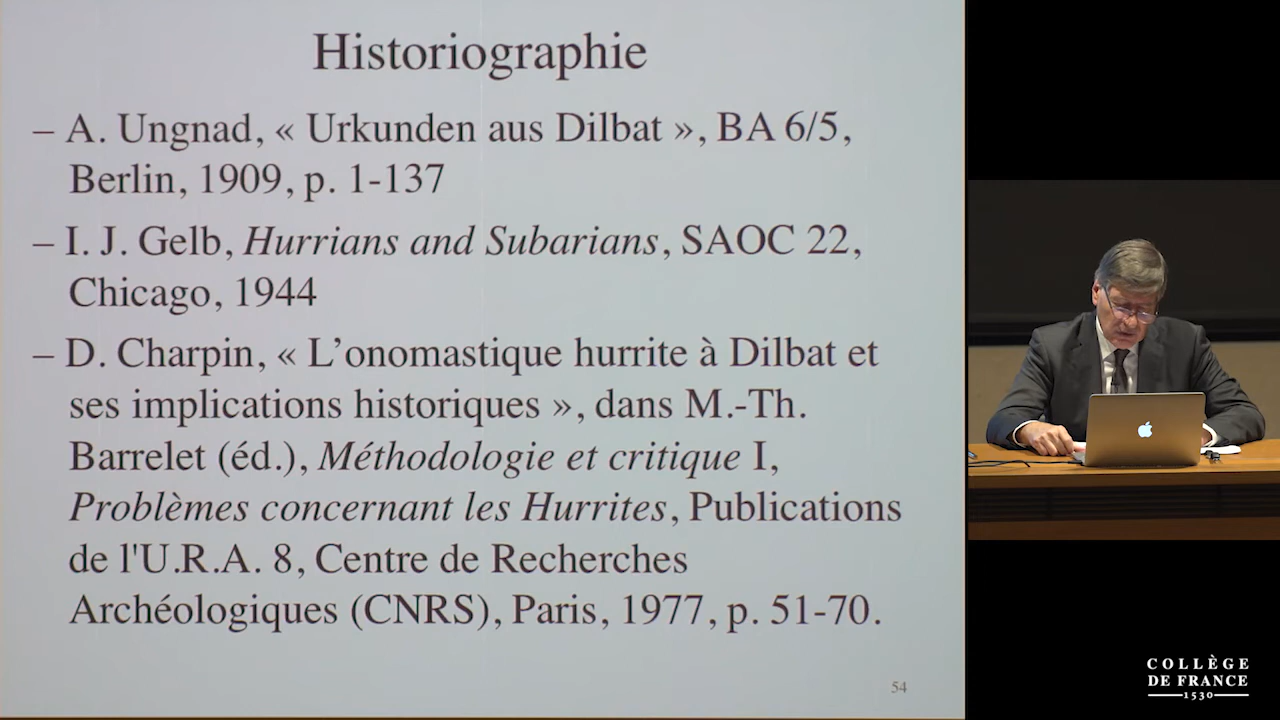 Historiographie
– A. Ungnad, « Urkunden aus Dilbat », BA 6/5,
Berlin, 1909, p. 1-137
– I. J. Gelb, Hurrians and Subarians, SAOC 22,
Chicago, 1944
– D. Charpin, « L’onomastique hurrite à Dilbat et
ses implications historiques », dans M.-Th.
Barrelet (éd.), Méthodologie et critique I,
Problèmes concernant les Hurrites, Publications
de l'U.R.A. 8, Centre de Recherches
Archéologiques (CNRS), Paris, 1977, p. 51-70.
54
COLLÈGE
DE FRANCE
1530